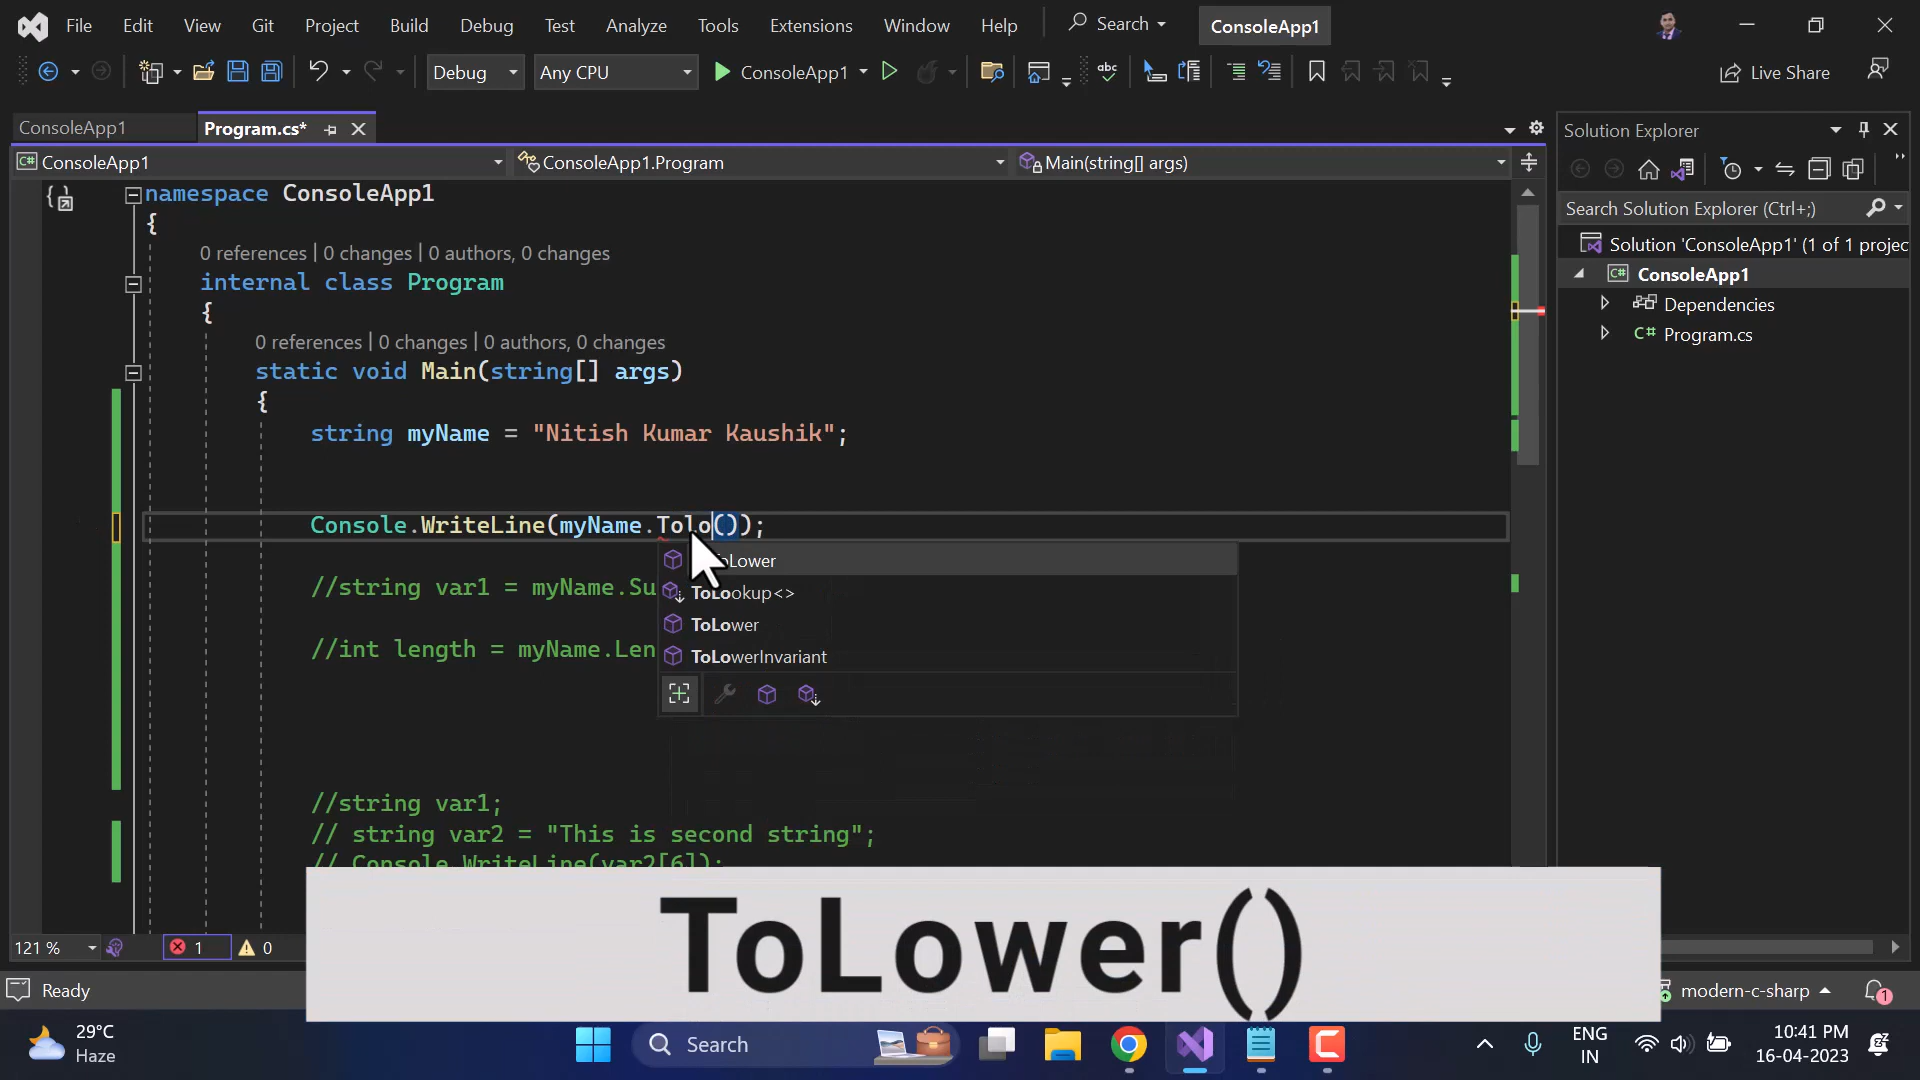 File Edit View Git Project Build Debug Test Analyze Tools Extensions Window Help Search ConsoleApp1
Debug Any CPU ConsoleApp1 Live Share
ConsoleApp1 Program.cs*
ConsoleApp1 ConsoleApp1.Program Main(string[] args)
namespace ConsoleApp1
{
0 references | 0 changes | 0 authors, 0 changes
internal class Program
{
0 references | 0 changes | 0 authors, 0 changes
static void Main(string[] args)
{
string myName = "Nitish Kumar Kaushik";
Console.WriteLine(myName.Tolo());
oLower
//string var1 = myName.Su
ToLookup<>
ToLower
//int length = myName.Len
ToLowerInvariant
//string var1;
// string var2 = "This is second string";
// Console.WriteLine(var2[6]);
Solution Explorer
Search Solution Explorer (Ctrl+;)
Solution 'ConsoleApp1' (1 of 1 projec
ConsoleApp1
Dependencies
C# Program.cs
ToLower()
121 % 1 0
Ready modern-c-sharp 1
29°C
Haze
Search
ENG
IN
10:41 PM
16-04-2023